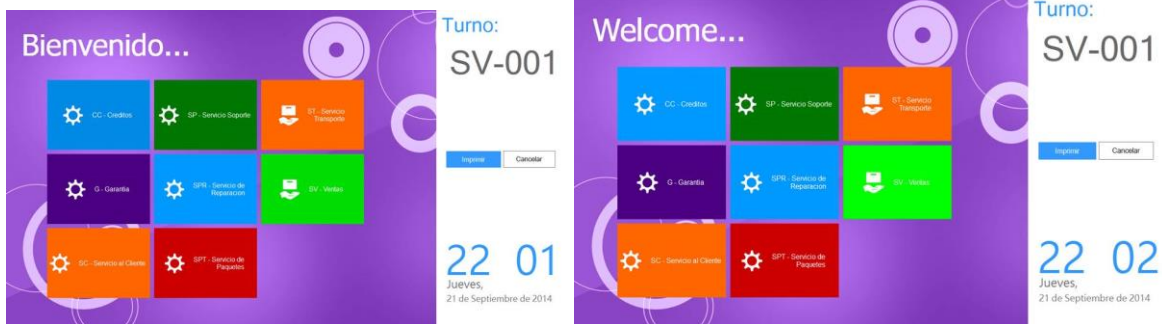 Bienvenido...
CC - Creditos
SP - Servicio Soporte
ST - Servicio
Transporte
G - Garantia
SPR - Servicio de
Reparacion
SV - Ventas
SC - Servicio al Cliente
SPT - Servicio de
Paquetes
Turno:
SV-001
Imprimir
Cancelar
22 01
Jueves,
21 de Septiembre de 2014
Welcome...
CC - Creditos
SP - Servicio Soporte
ST - Servicio
Transporte
G - Garantia
SPR - Servicio de
Reparacion
SV - Ventas
SC - Servicio al Cliente
SPT - Servicio de
Paquetes
Turno:
SV-001
Imprimir
Cancelar
22 02
Jueves,
21 de Septiembre de 2014